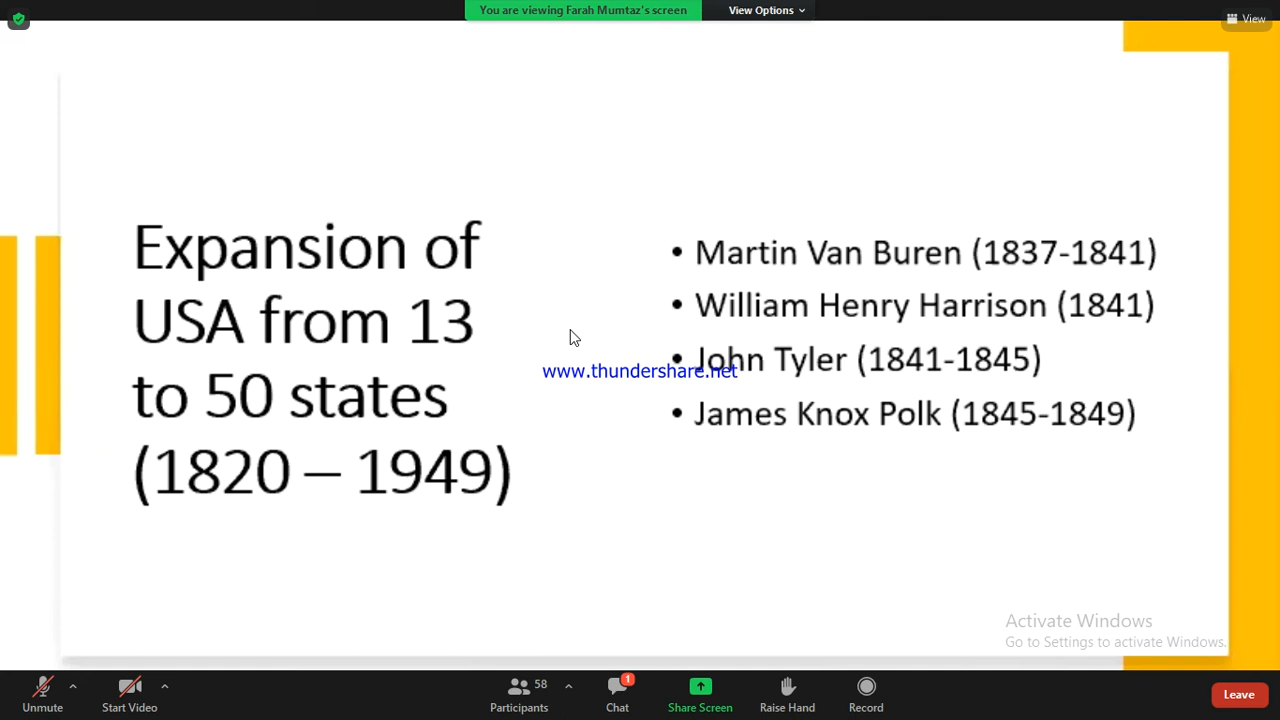 You are viewing Farah Mumtaz's screen
View Options
View
Expansion of
USA from 13
to 50 states
(1820 – 1949)
• Martin Van Buren (1837-1841)
• William Henry Harrison (1841)
• John Tyler (1841-1845)
• James Knox Polk (1845-1849)
www.thundershare.net
Activate Windows
Go to Settings to activate Windows.
Unmute
Start Video
58
Participants
1
Chat
Share Screen
Raise Hand
Record
Leave